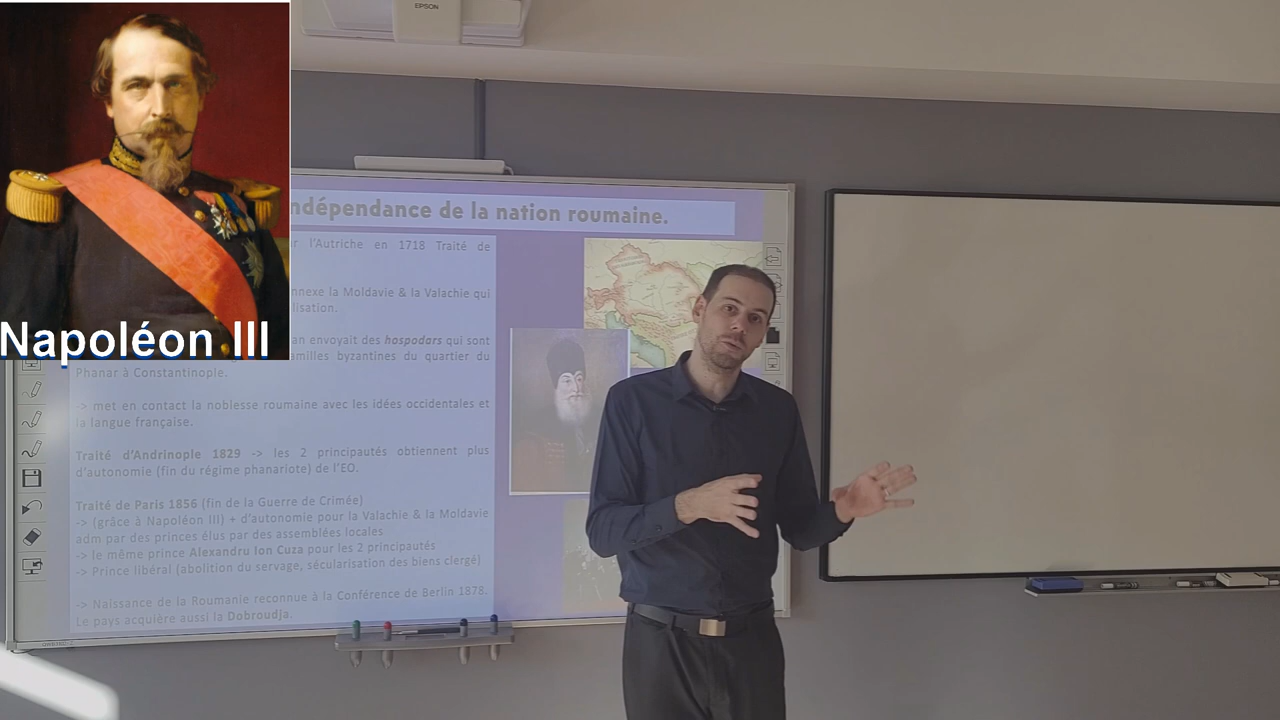 EPSON
Napoléon III
ndépendance de la nation roumaine.
r l'Autriche en 1718 Traité de
nnexe la Moldavie & la Valachie qui
lisation.
an envoyait des hospodars qui sont
amilles byzantines du quartier du
Phanar à Constantinople.
-> met en contact la noblesse roumaine avec les idées occidentales et
la langue française.
Traité d'Andrinople 1829 -> les 2 principautés obtiennent plus
d'autonomie (fin du régime phanariote) de l'EO.
Traité de Paris 1856 (fin de la Guerre de Crimée)
-> (grâce à Napoléon III) + d'autonomie pour la Valachie & la Moldavie
adm par des princes élus par des assemblées locales
-> le même prince Alexandru Ion Cuza pour les 2 principautés
-> Prince libéral (abolition du servage, sécularisation des biens clergé)
-> Naissance de la Roumanie reconnue à la Conférence de Berlin 1878.
Le pays acquière aussi la Dobroudja.